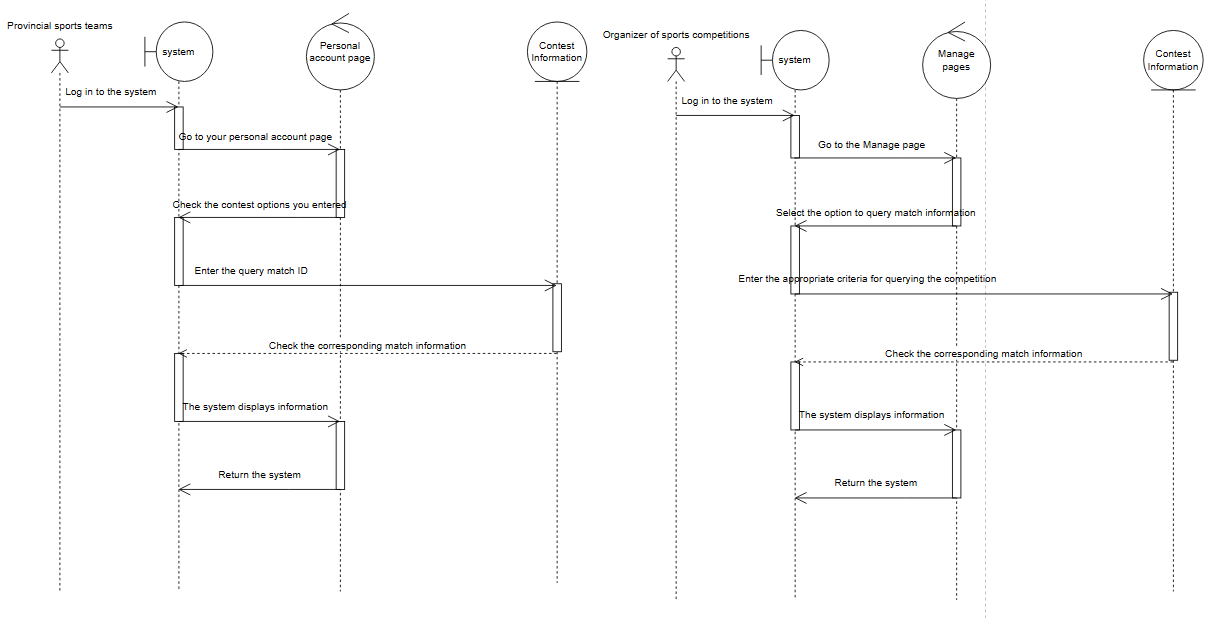 Provincial sports teams
system
Personal
account page
Contest
Information
Log in to the system
Go to your personal account page
Check the contest options you entered
Enter the query match ID
Check the corresponding match information
The system displays information
Return the system
Organizer of sports competitions
system
Manage
pages
Contest
Information
Log in to the system
Go to the Manage page
Select the option to query match information
Enter the appropriate criteria for querying the competition
Check the corresponding match information
The system displays information
Return the system